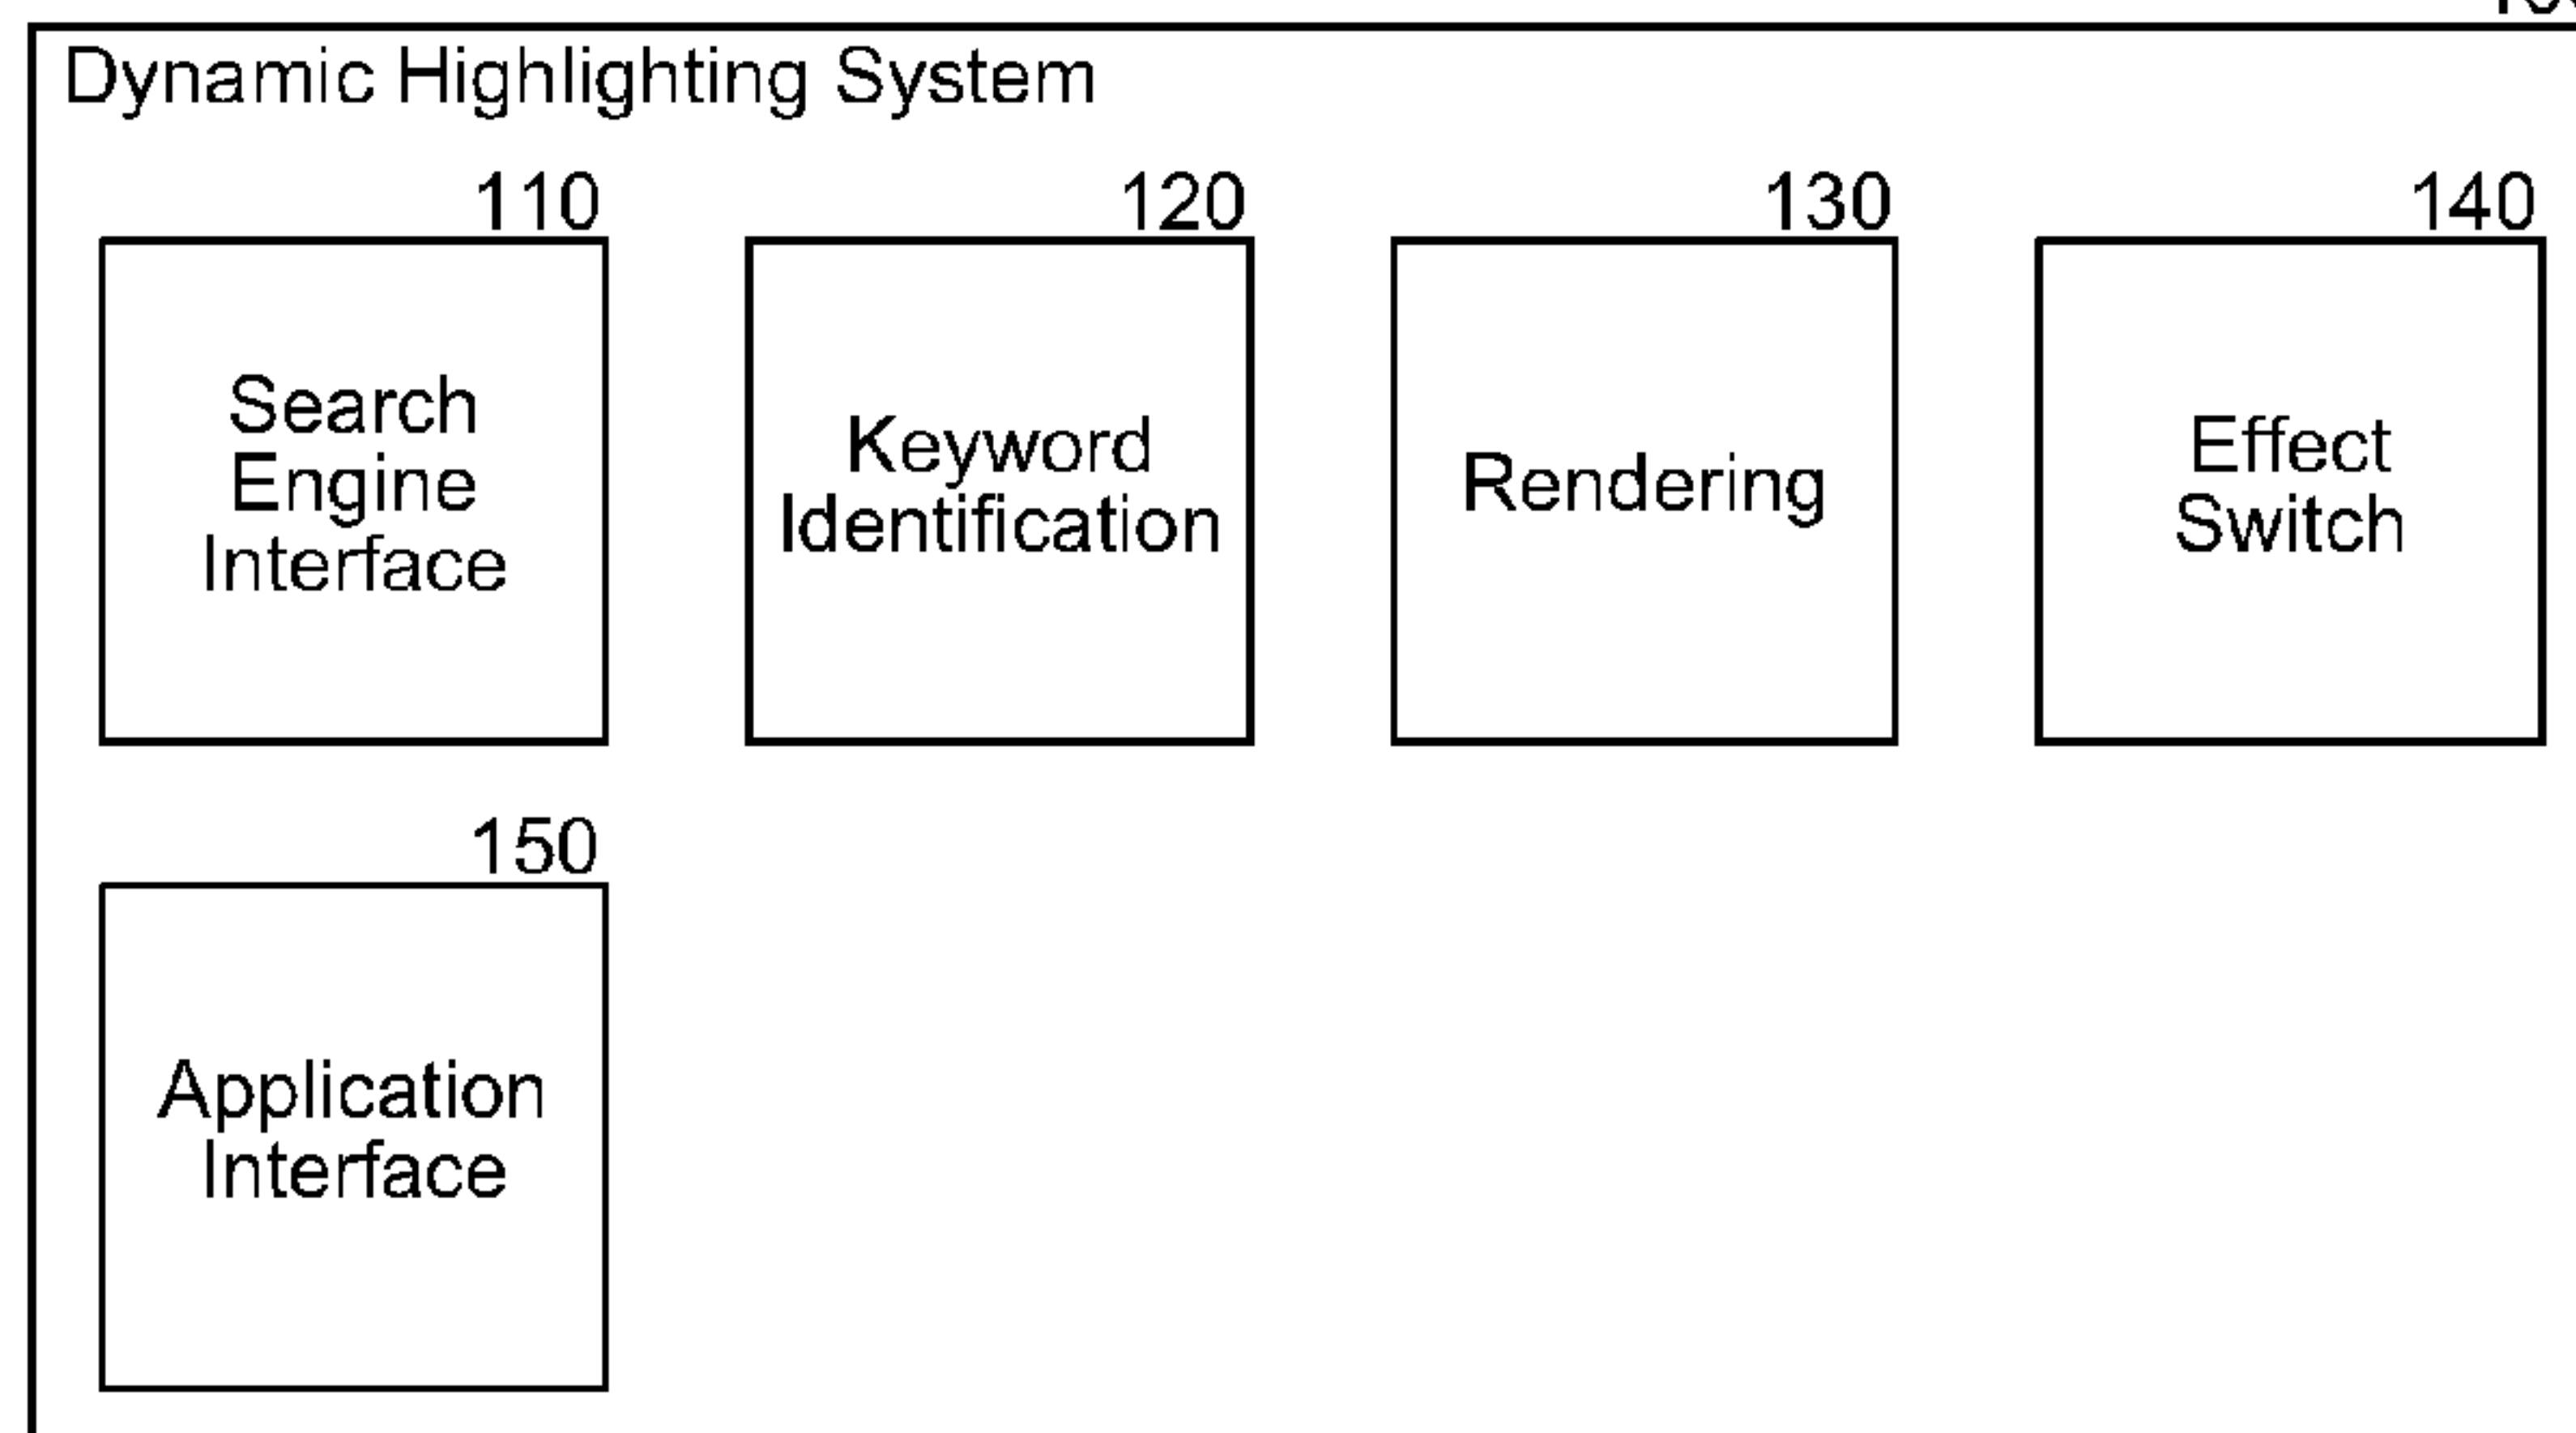 Dynamic Highlighting System
110
120
130
140
Search
Engine
Interface
Keyword
Identification
Rendering
Effect
Switch
150
Application
Interface